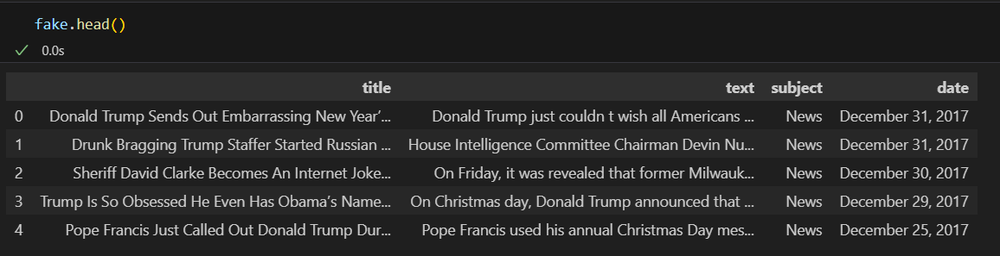 fake.head()
✓ 0.0s
title text subject date
0 Donald Trump Sends Out Embarrassing New Year’... Donald Trump just couldn t wish all Americans ... News December 31, 2017
1 Drunk Bragging Trump Staffer Started Russian ... House Intelligence Committee Chairman Devin Nu... News December 31, 2017
2 Sheriff David Clarke Becomes An Internet Joke... On Friday, it was revealed that former Milwauk... News December 30, 2017
3 Trump Is So Obsessed He Even Has Obama’s Name... On Christmas day, Donald Trump announced that ... News December 29, 2017
4 Pope Francis Just Called Out Donald Trump Dur... Pope Francis used his annual Christmas Day mes... News December 25, 2017